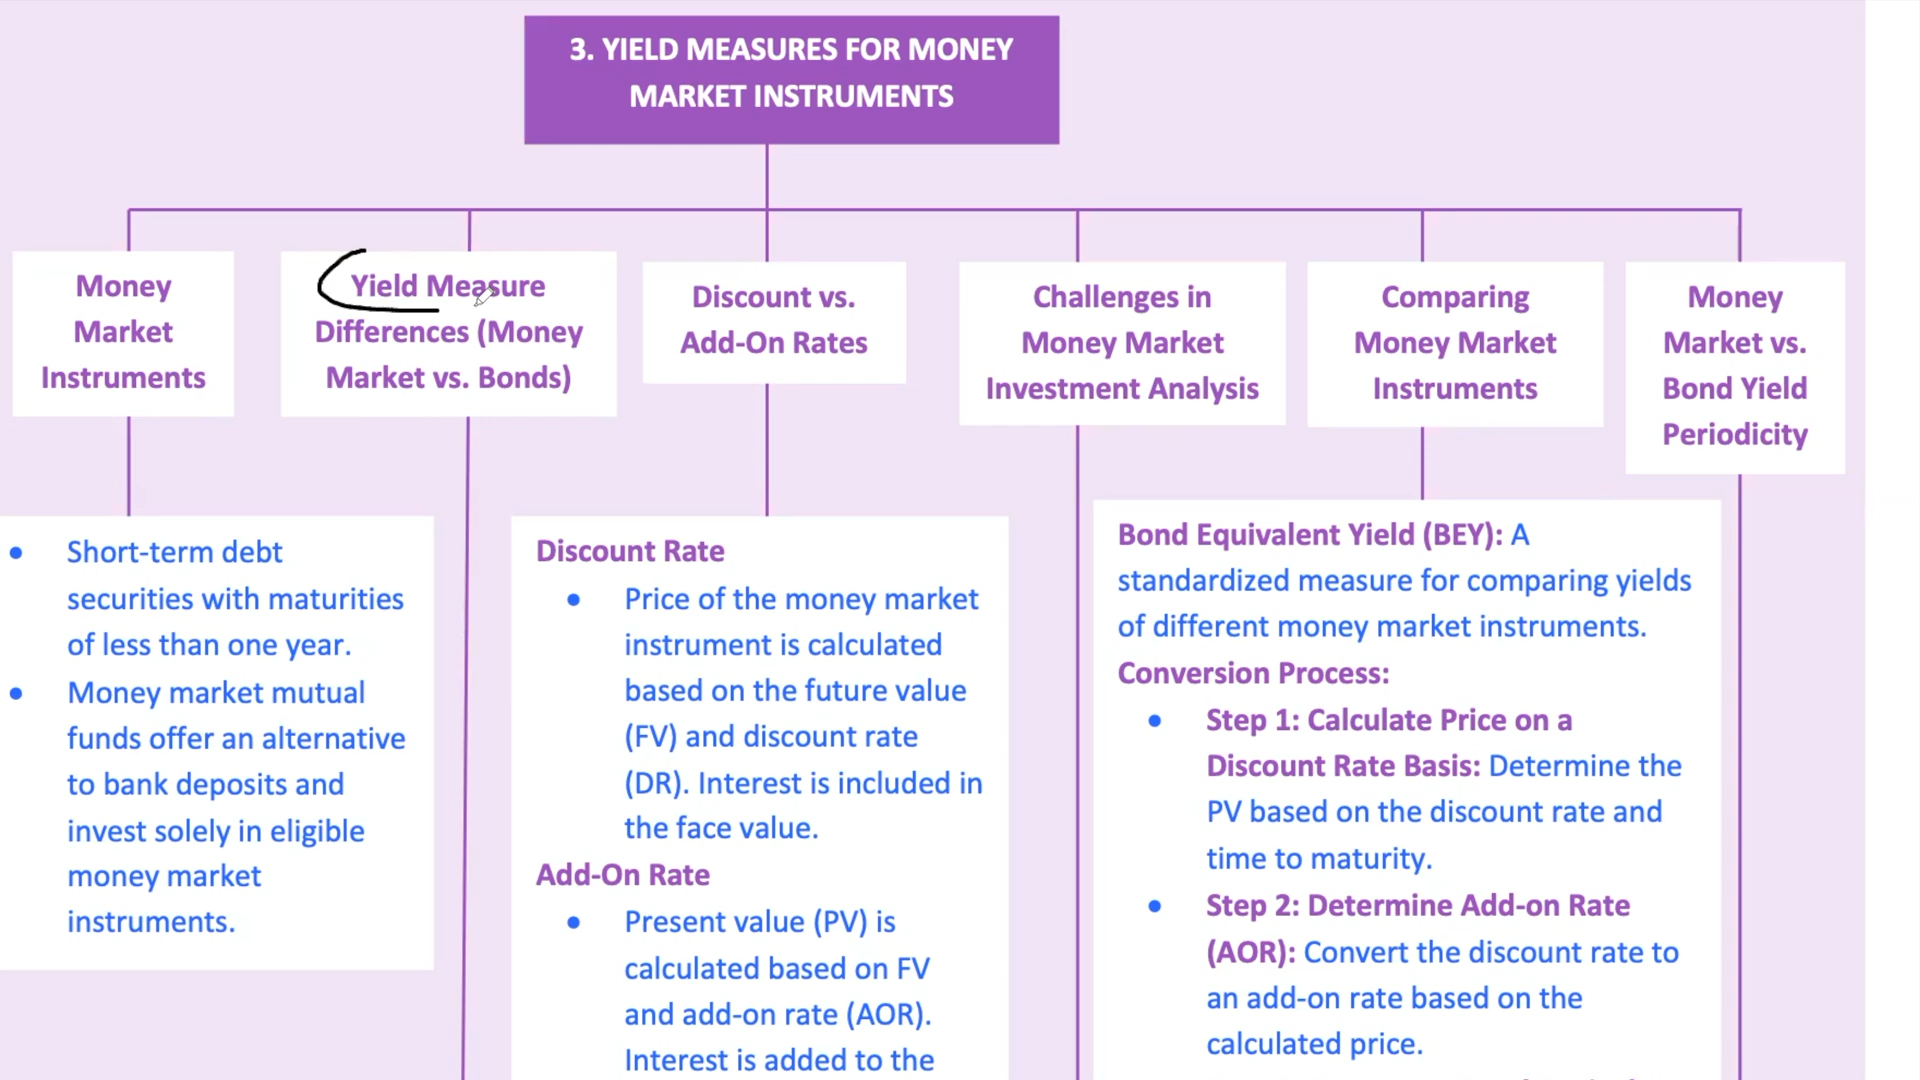 3. YIELD MEASURES FOR MONEY
MARKET INSTRUMENTS
Money
Market
Instruments
Yield Measure
Differences (Money
Market vs. Bonds)
Discount vs.
Add-On Rates
Challenges in
Money Market
Investment Analysis
Comparing
Money Market
Instruments
Money
Market vs.
Bond Yield
Periodicity
• Short-term debt
securities with maturities
of less than one year.
• Money market mutual
funds offer an alternative
to bank deposits and
invest solely in eligible
money market
instruments.
Discount Rate
• Price of the money market
instrument is calculated
based on the future value
(FV) and discount rate
(DR). Interest is included in
the face value.
Add-On Rate
• Present value (PV) is
calculated based on FV
and add-on rate (AOR).
Interest is added to the
Bond Equivalent Yield (BEY): A
standardized measure for comparing yields
of different money market instruments.
Conversion Process:
• Step 1: Calculate Price on a
Discount Rate Basis: Determine the
PV based on the discount rate and
time to maturity.
• Step 2: Determine Add-on Rate
(AOR): Convert the discount rate to
an add-on rate based on the
calculated price.